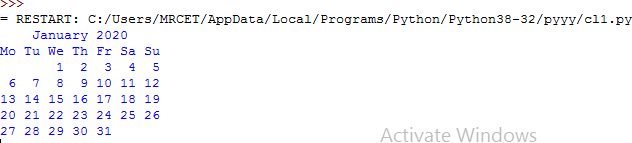 >>>
= RESTART: C:/Users/MRCET/AppData/Local/Programs/Python/Python38-32/pyyy/cl1.py
    January 2020
Mo Tu We Th Fr Sa Su
       1  2  3  4  5
 6  7  8  9 10 11 12
13 14 15 16 17 18 19
20 21 22 23 24 25 26
27 28 29 30 31
Activate Windows